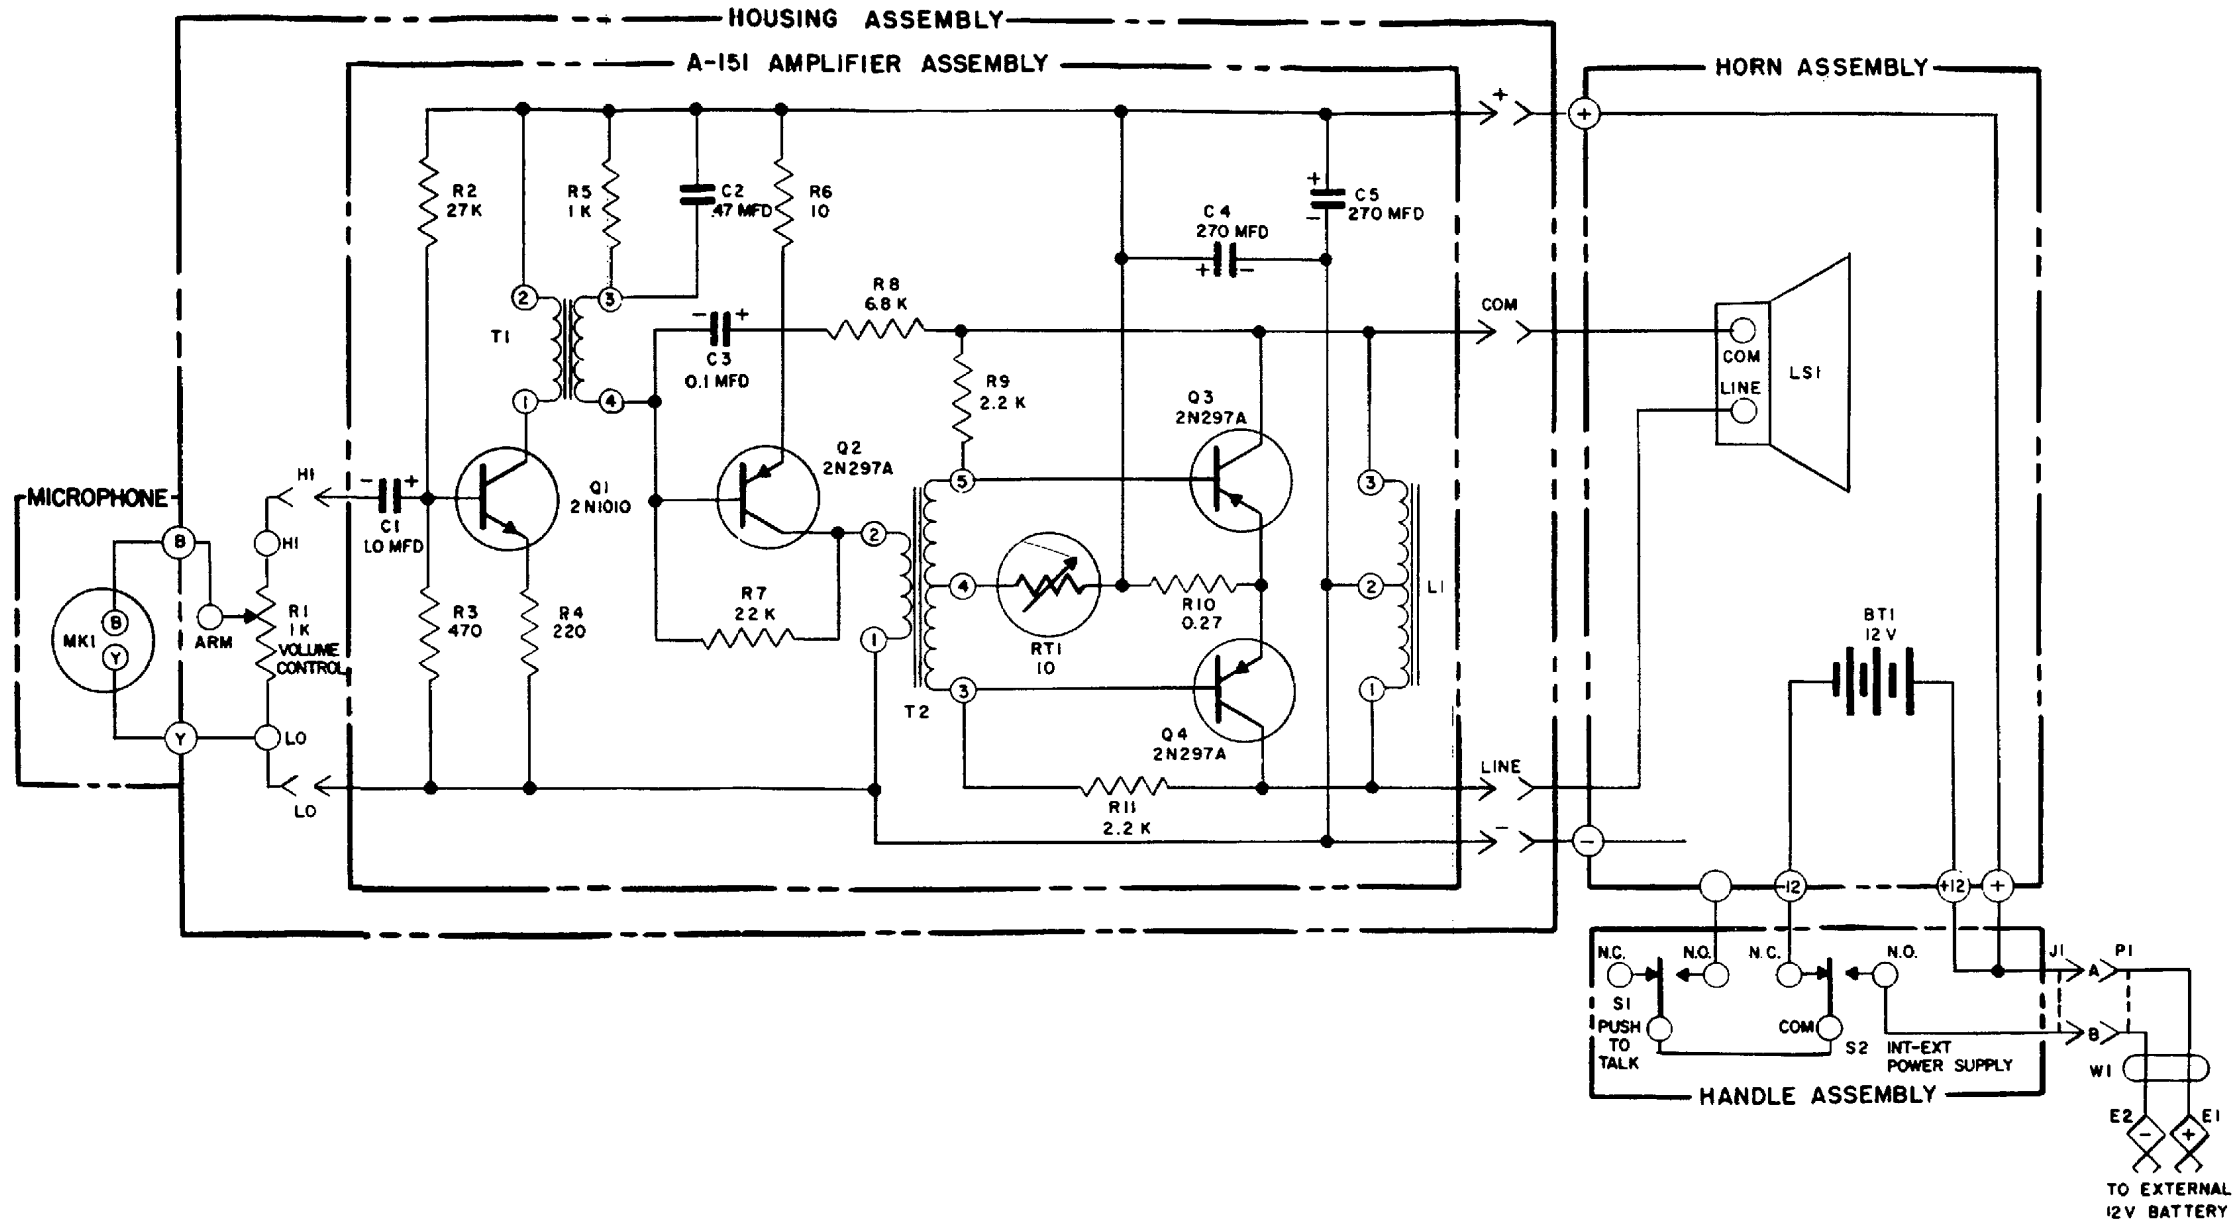 HOUSING ASSEMBLY
A-151 AMPLIFIER ASSEMBLY
HORN ASSEMBLY
+
+
R2
27K
R5
1K
C2
.47 MFD
R6
10
+
C5
270 MFD
-
C4
270 MFD
+ -
2
3
T1
1
4
- +
C3
0.1 MFD
R8
6.8 K
COM
COM
LINE
LS1
R9
2.2 K
Q3
2N297A
Q2
2N297A
Q1
2N1010
MICROPHONE
HI
- +
C1
1.0 MFD
HI
B
B
MK1
Y
Y
ARM
R1
1K
VOLUME
CONTROL
LO
LO
R3
470
R4
220
R7
22 K
2
1
5
4
3
T2
RT1
10
R10
0.27
3
2
1
L1
Q4
2N297A
R11
2.2 K
LINE
-
-
BT1
12 V
-12
+12
+
N.C.
N.O.
N.C.
N.O.
S1
PUSH
TO
TALK
COM
S2
INT-EXT
POWER SUPPLY
J1
A
P1
B
W1
HANDLE ASSEMBLY
E2
-
+
E1
TO EXTERNAL
12V BATTERY